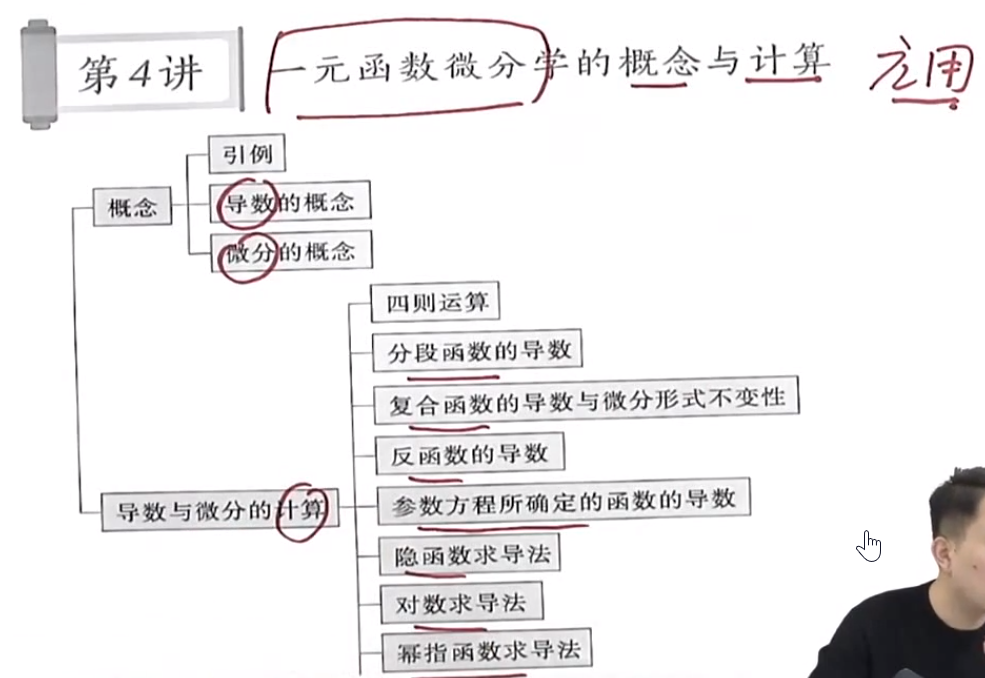 第4讲 一元函数微分学的概念与计算 应用
引例
概念
导数的概念
微分的概念
四则运算
分段函数的导数
复合函数的导数与微分形式不变性
反函数的导数
导数与微分的计算
参数方程所确定的函数的导数
隐函数求导法
对数求导法
幂指函数求导法